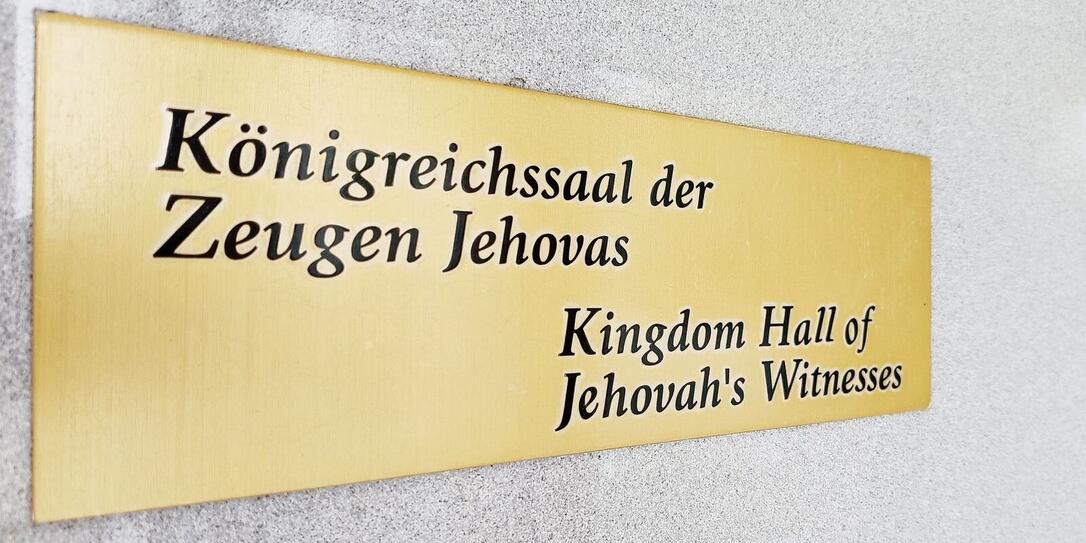 Königreichssaal der
Zeugen Jehovas
Kingdom Hall of
Jehovah's Witnesses